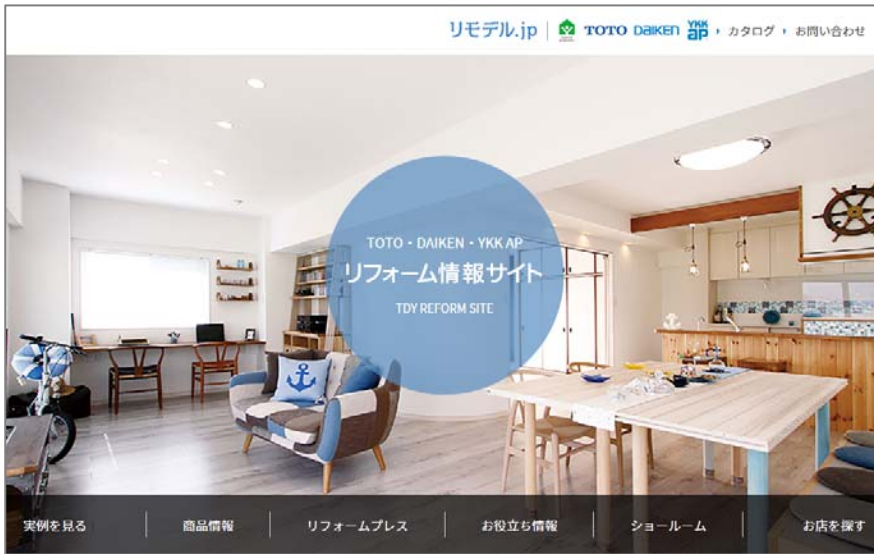 リモデル.jp
TOTO DAIKEN YKK ap カタログ お問い合わせ
TOTO・DAIKEN・YKK AP
リフォーム情報サイト
TDY REFORM SITE
実例を見る 商品情報 リフォームプレス お役立ち情報 ショールーム お店を探す